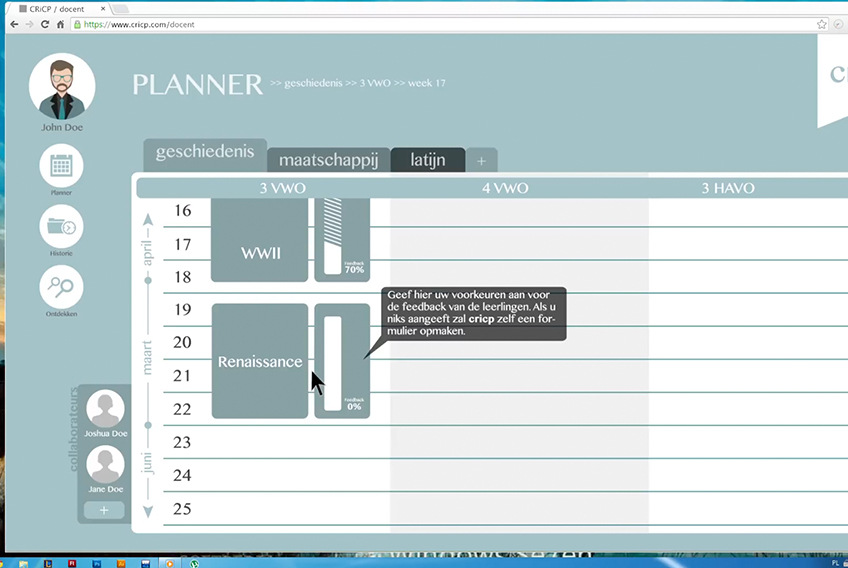 CRiCP / docent
https://www.cricp.com/docent
John Doe
Planner
Historie
Ontdekken
PLANNER >> geschiedenis >> 3 VWO >> week 17
geschiedenis
maatschappij
latijn
+
3 VWO
4 VWO
3 HAVO
april
maart
juni
16
17
18
19
20
21
22
23
24
25
WWII
Feedback
70%
Renaissance
Feedback
0%
Geef hier uw voorkeuren aan voor
de feedback van de leerlingen. Als u
niks aangeeft zal cricp zelf een for-
mulier opmaken.
collaborateurs
Joshua Doe
Jane Doe
+
PL